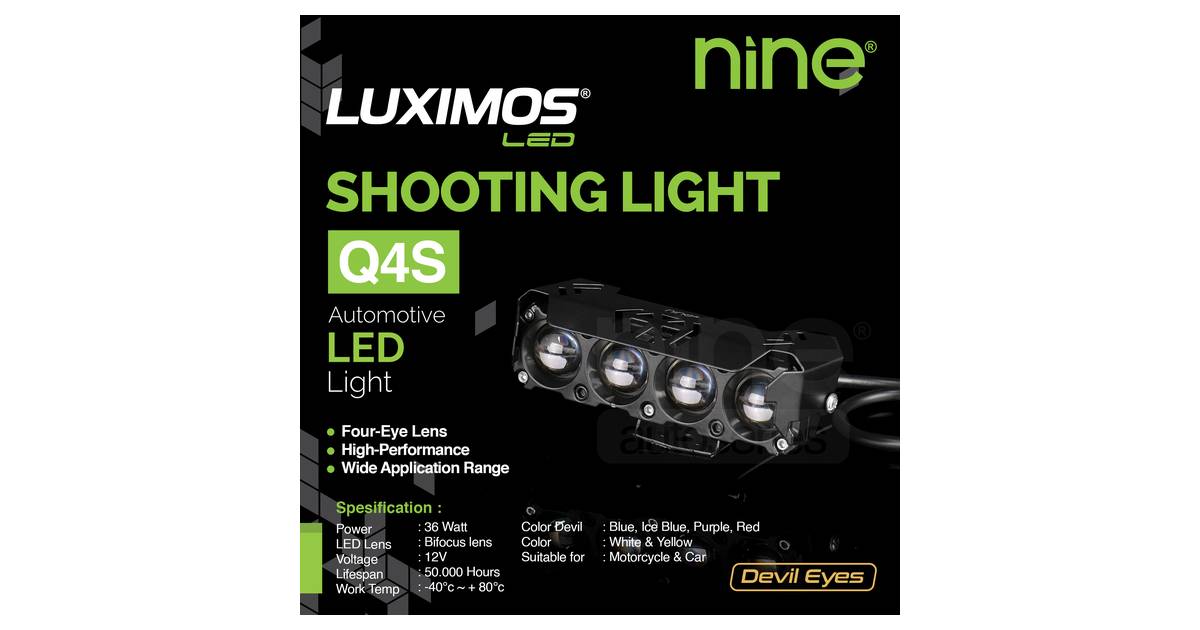 nine®
LUXIMOS®
LED
SHOOTING LIGHT
Q4S
Automotive
LED
Light
Four-Eye Lens
High-Performance
Wide Application Range
Spesification :
Power : 36 Watt
LED Lens : Bifocus lens
Voltage : 12V
Lifespan : 50.000 Hours
Work Temp : -40°c ~ + 80°c
Color Devil : Blue, Ice Blue, Purple, Red
Color : White & Yellow
Suitable for : Motorcycle & Car
Devil Eyes